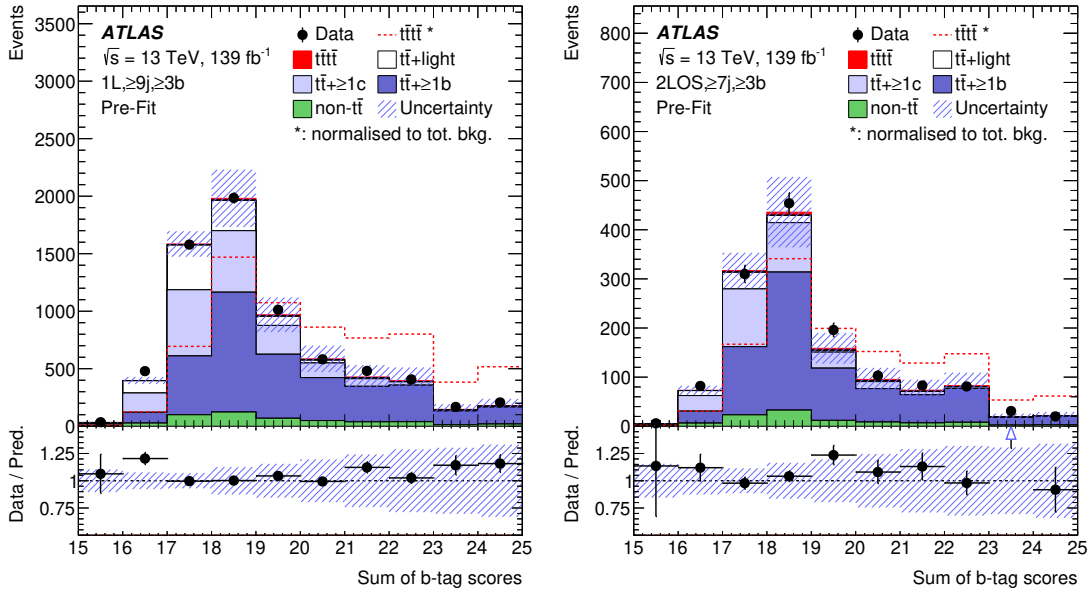 Events
ATLAS
√s = 13 TeV, 139 fb⁻¹
1L,≥9j,≥3b
Pre-Fit
Data
tt̄tt̄ *
tt̄tt̄
tt̄+light
tt̄+≥1c
tt̄+≥1b
non-tt̄
Uncertainty
*: normalised to tot. bkg.
3500
3000
2500
2000
1500
1000
500
0
Data / Pred.
1.25
1
0.75
15 16 17 18 19 20 21 22 23 24 25
Sum of b-tag scores
Events
ATLAS
√s = 13 TeV, 139 fb⁻¹
2LOS,≥7j,≥3b
Pre-Fit
Data
tt̄tt̄ *
tt̄tt̄
tt̄+light
tt̄+≥1c
tt̄+≥1b
non-tt̄
Uncertainty
*: normalised to tot. bkg.
800
700
600
500
400
300
200
100
0
Data / Pred.
1.25
1
0.75
15 16 17 18 19 20 21 22 23 24 25
Sum of b-tag scores